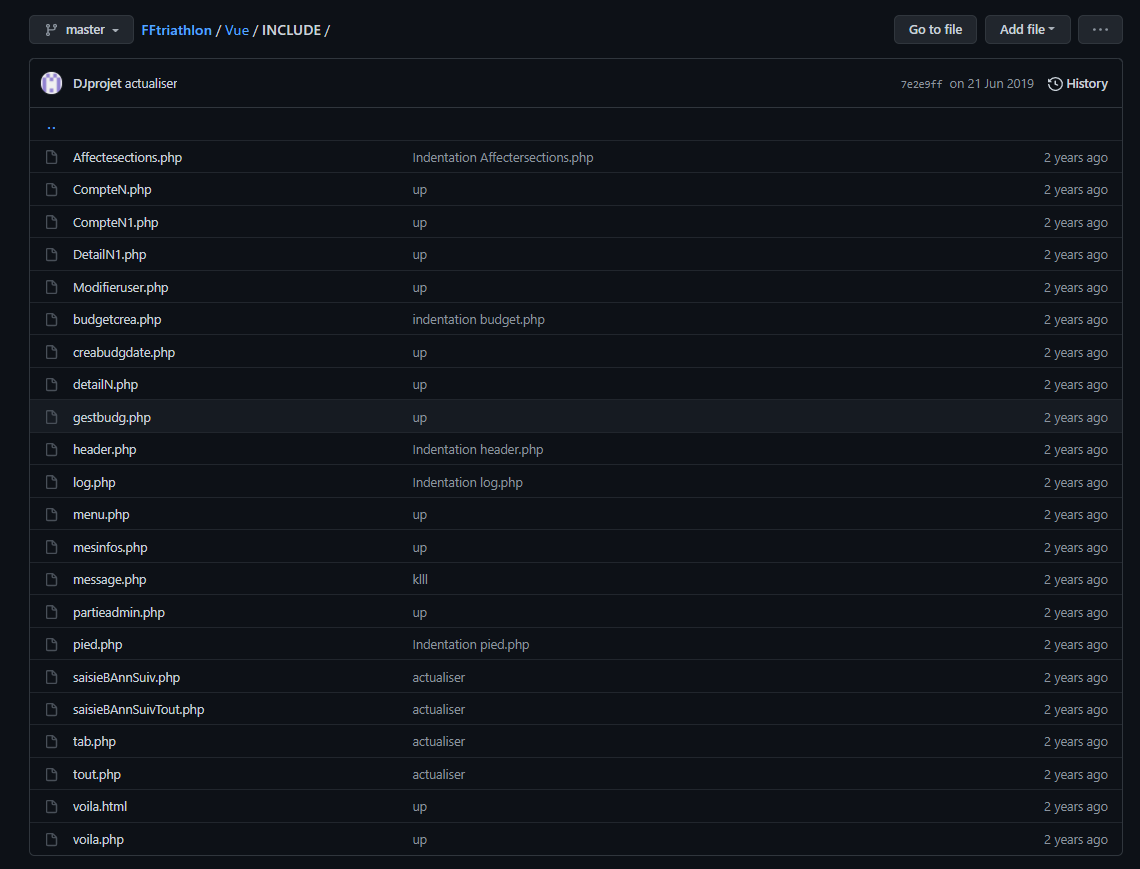 master FFtriathlon / Vue / INCLUDE / Go to file Add file ...
DJprojet actualiser 7e2e9ff on 21 Jun 2019 History
..
Affectesections.php Indentation Affectersections.php 2 years ago
CompteN.php up 2 years ago
CompteN1.php up 2 years ago
DetailN1.php up 2 years ago
Modifieruser.php up 2 years ago
budgetcrea.php indentation budget.php 2 years ago
creabudgdate.php up 2 years ago
detailN.php up 2 years ago
gestbudg.php up 2 years ago
header.php Indentation header.php 2 years ago
log.php Indentation log.php 2 years ago
menu.php up 2 years ago
mesinfos.php up 2 years ago
message.php klll 2 years ago
partieadmin.php up 2 years ago
pied.php Indentation pied.php 2 years ago
saisieBAnnSuiv.php actualiser 2 years ago
saisieBAnnSuivTout.php actualiser 2 years ago
tab.php actualiser 2 years ago
tout.php actualiser 2 years ago
voila.html up 2 years ago
voila.php up 2 years ago